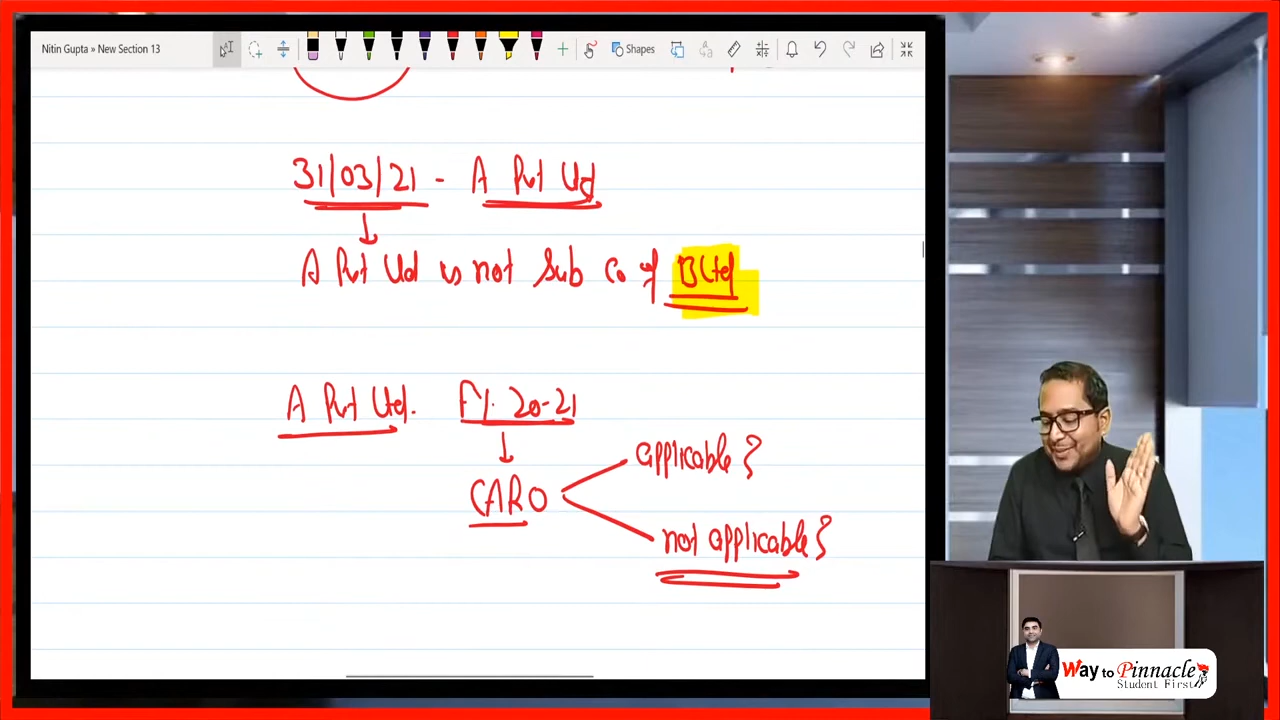 Nitin Gupta » New Section 13
Shapes
31/03/21 - A Pvt Ltd
A Pvt Ltd is not Sub Co of B Ltd
A Pvt Ltd. FY. 20-21
CARO
applicable?
not applicable?
Way to Pinnacle
Student First